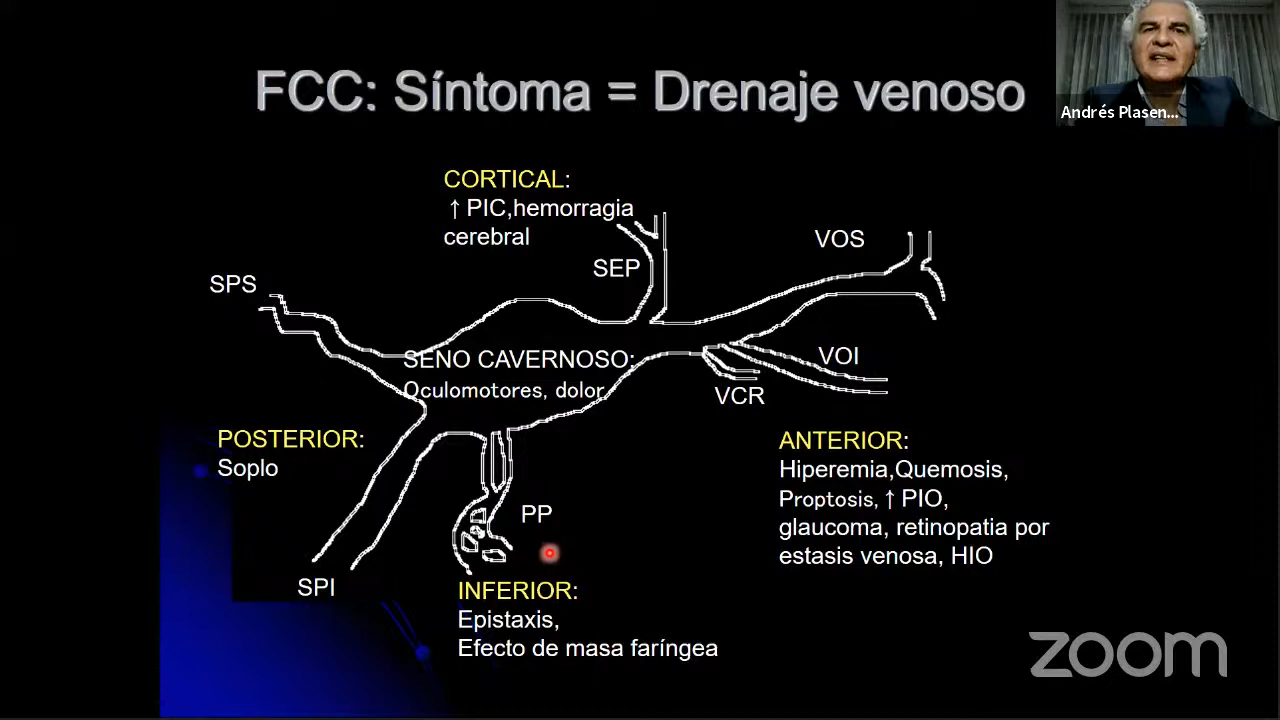 FCC: Síntoma = Drenaje venoso
Andrés Plasen...
CORTICAL:
↑ PIC,hemorragia
cerebral
SEP
VOS
SPS
SENO CAVERNOSO:
Oculomotores, dolor
VOI
VCR
POSTERIOR:
Soplo
ANTERIOR:
Hiperemia,Quemosis,
Proptosis, ↑ PIO,
glaucoma, retinopatia por
estasis venosa, HIO
PP
SPI
INFERIOR:
Epistaxis,
Efecto de masa faríngea
zoom